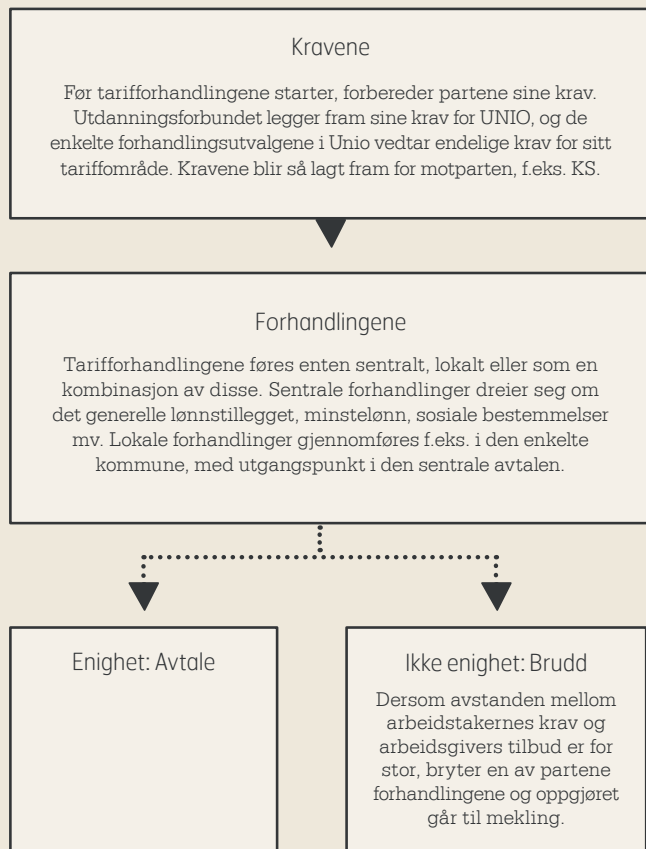 Kravene
Før tarifforhandlingene starter, forbereder partene sine krav.
Utdanningsforbundet legger fram sine krav for UNIO, og de
enkelte forhandlingsutvalgene i Unio vedtar endelige krav for sitt
tariffområde. Kravene blir så lagt fram for motparten, f.eks. KS.
Forhandlingene
Tarifforhandlingene føres enten sentralt, lokalt eller som en
kombinasjon av disse. Sentrale forhandlinger dreier seg om
det generelle lønnstillegget, minstelønn, sosiale bestemmelser
mv. Lokale forhandlinger gjennomføres f.eks. i den enkelte
kommune, med utgangspunkt i den sentrale avtalen.
Enighet: Avtale
Ikke enighet: Brudd
Dersom avstanden mellom
arbeidstakernes krav og
arbeidsgivers tilbud er for
stor, bryter en av partene
forhandlingene og oppgjøret
går til mekling.